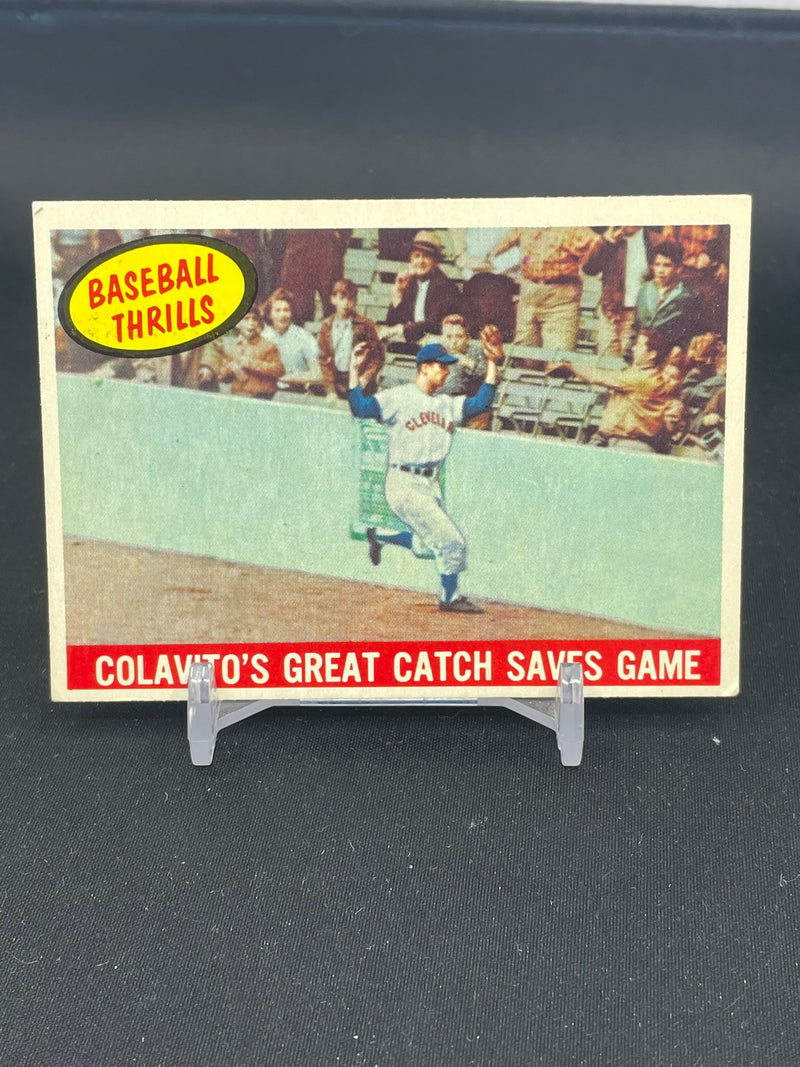 BASEBALL
THRILLS
CLEVELAND
COLAVITO'S GREAT CATCH SAVES GAME